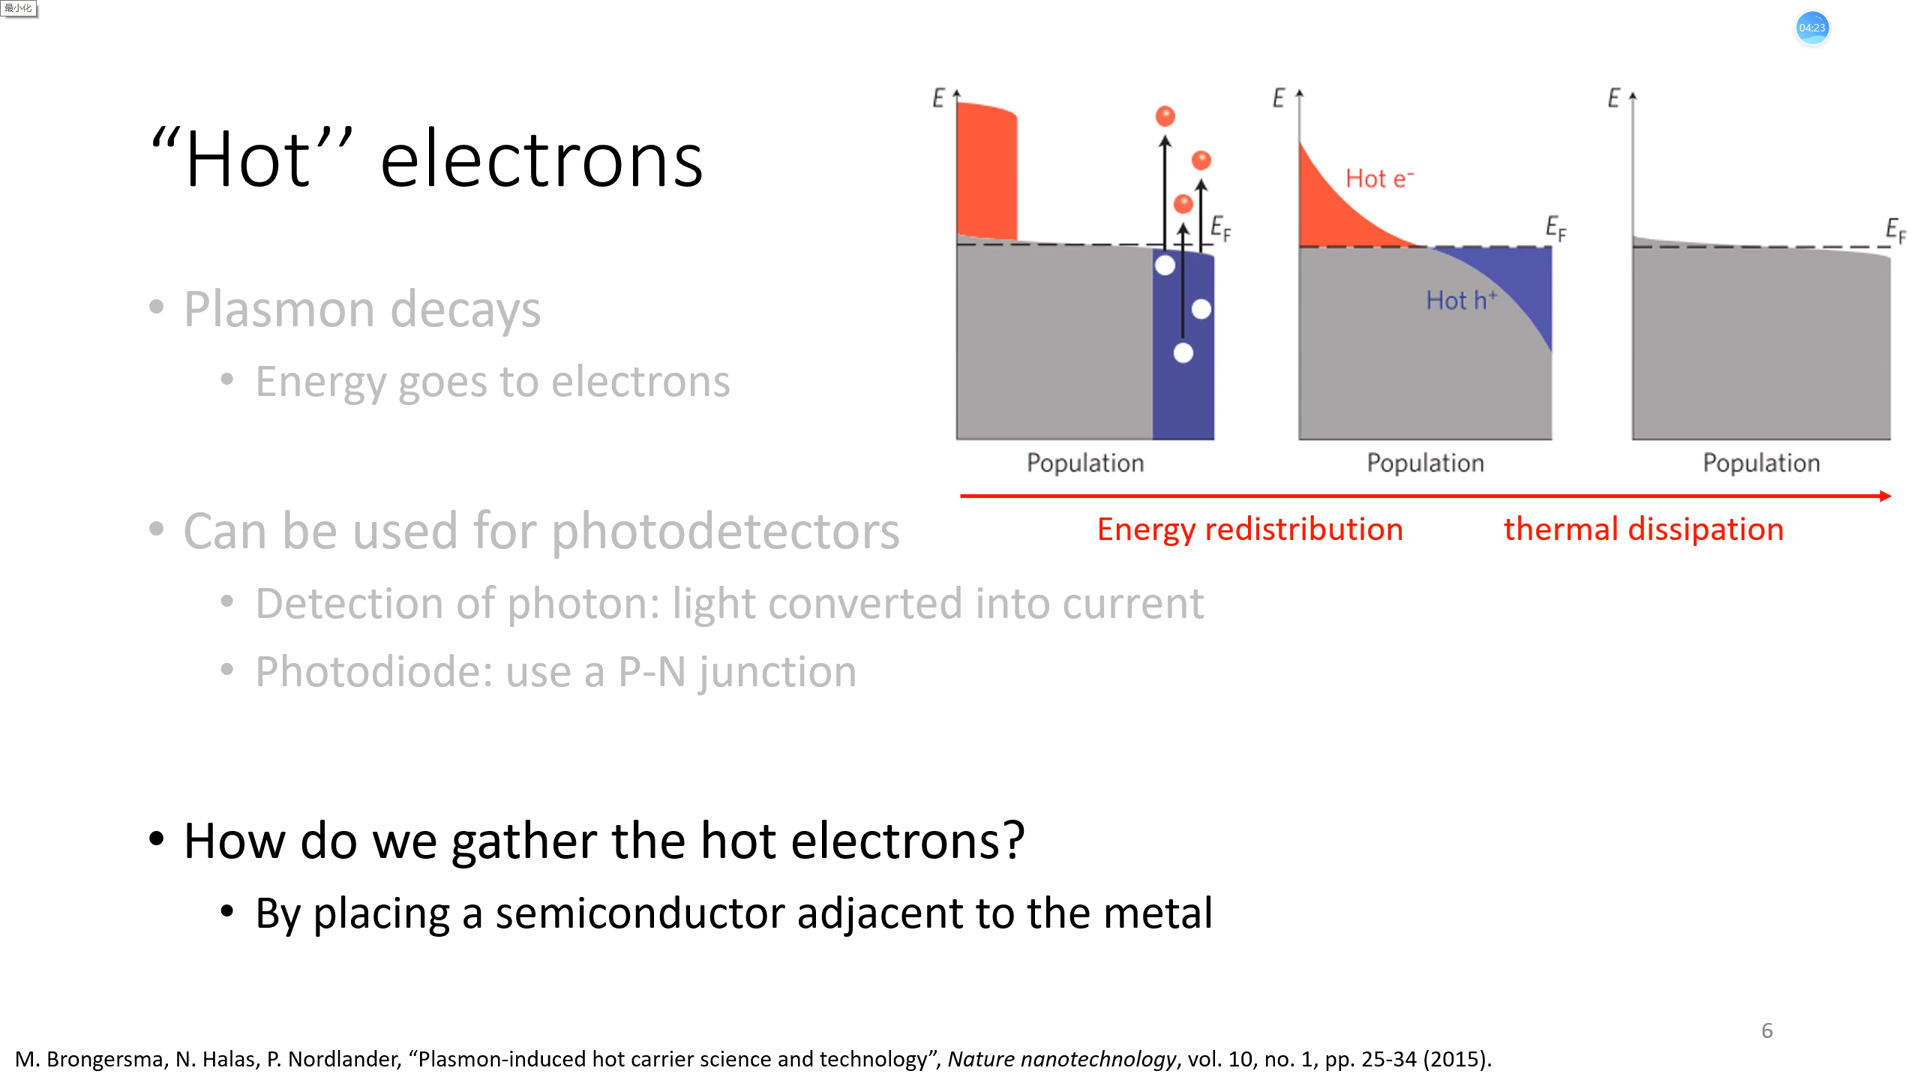 最小化
04:23
“Hot’’ electrons
E
E_F
Population
E
Hot e⁻
E_F
Hot h⁺
Population
E
E_F
Population
Energy redistribution
thermal dissipation
• Plasmon decays
• Energy goes to electrons
• Can be used for photodetectors
• Detection of photon: light converted into current
• Photodiode: use a P-N junction
• How do we gather the hot electrons?
• By placing a semiconductor adjacent to the metal
6
M. Brongersma, N. Halas, P. Nordlander, “Plasmon-induced hot carrier science and technology”, Nature nanotechnology, vol. 10, no. 1, pp. 25-34 (2015).